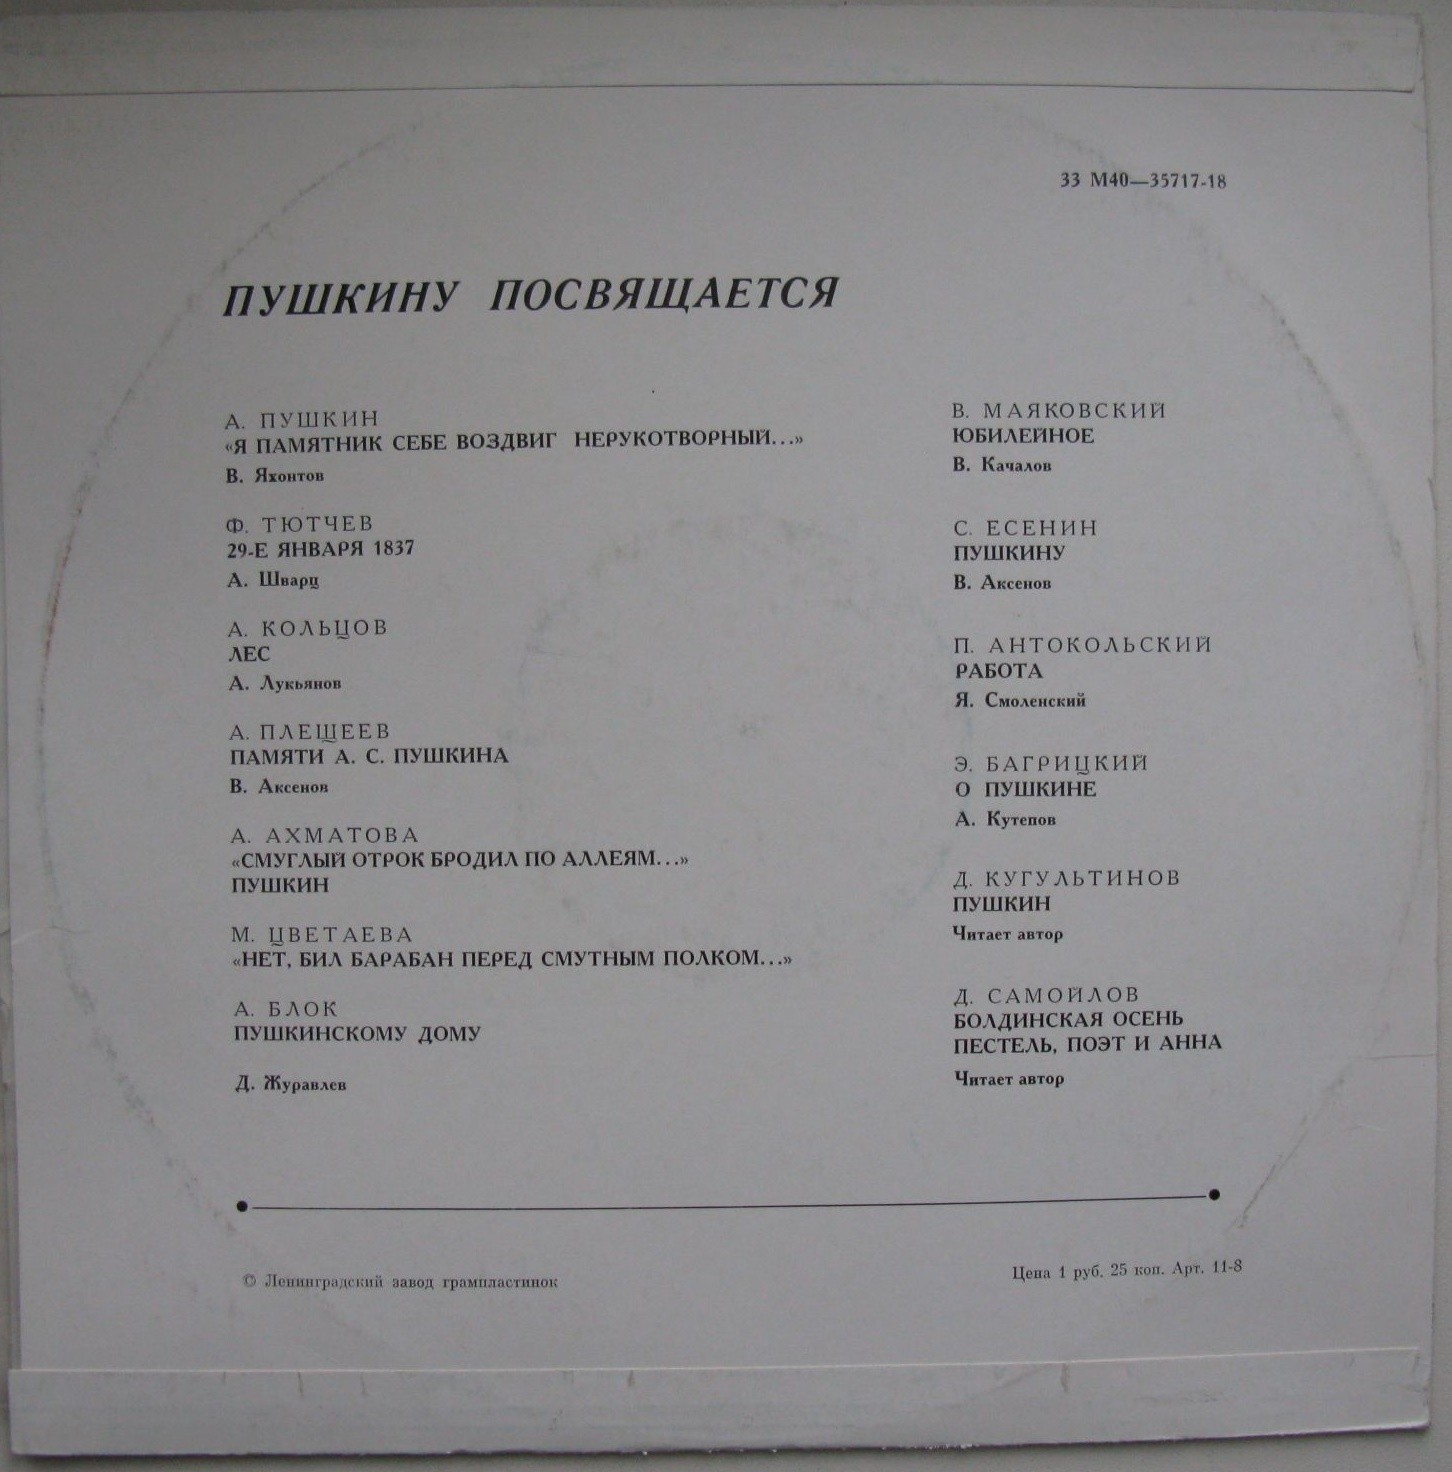 33 М40—35717-18
ПУШКИНУ ПОСВЯЩАЕТСЯ
А. ПУШКИН
«Я ПАМЯТНИК СЕБЕ ВОЗДВИГ НЕРУКОТВОРНЫЙ...»
В. Яхонтов
Ф. ТЮТЧЕВ
29-Е ЯНВАРЯ 1837
А. Шварц
А. КОЛЬЦОВ
ЛЕС
А. Лукьянов
А. ПЛЕЩЕЕВ
ПАМЯТИ А. С. ПУШКИНА
В. Аксенов
А. АХМАТОВА
«СМУГЛЫЙ ОТРОК БРОДИЛ ПО АЛЛЕЯМ...»
ПУШКИН
М. ЦВЕТАЕВА
«НЕТ, БИЛ БАРАБАН ПЕРЕД СМУТНЫМ ПОЛКОМ...»
А. БЛОК
ПУШКИНСКОМУ ДОМУ
Д. Журавлев
В. МАЯКОВСКИЙ
ЮБИЛЕЙНОЕ
В. Качалов
С. ЕСЕНИН
ПУШКИНУ
В. Аксенов
П. АНТОКОЛЬСКИЙ
РАБОТА
Я. Смоленский
Э. БАГРИЦКИЙ
О ПУШКИНЕ
А. Кутепов
Д. КУГУЛЬТИНОВ
ПУШКИН
Читает автор
Д. САМОЙЛОВ
БОЛДИНСКАЯ ОСЕНЬ
ПЕСТЕЛЬ, ПОЭТ И АННА
Читает автор
© Ленинградский завод грампластинок
Цена 1 руб. 25 коп. Арт. 11-8